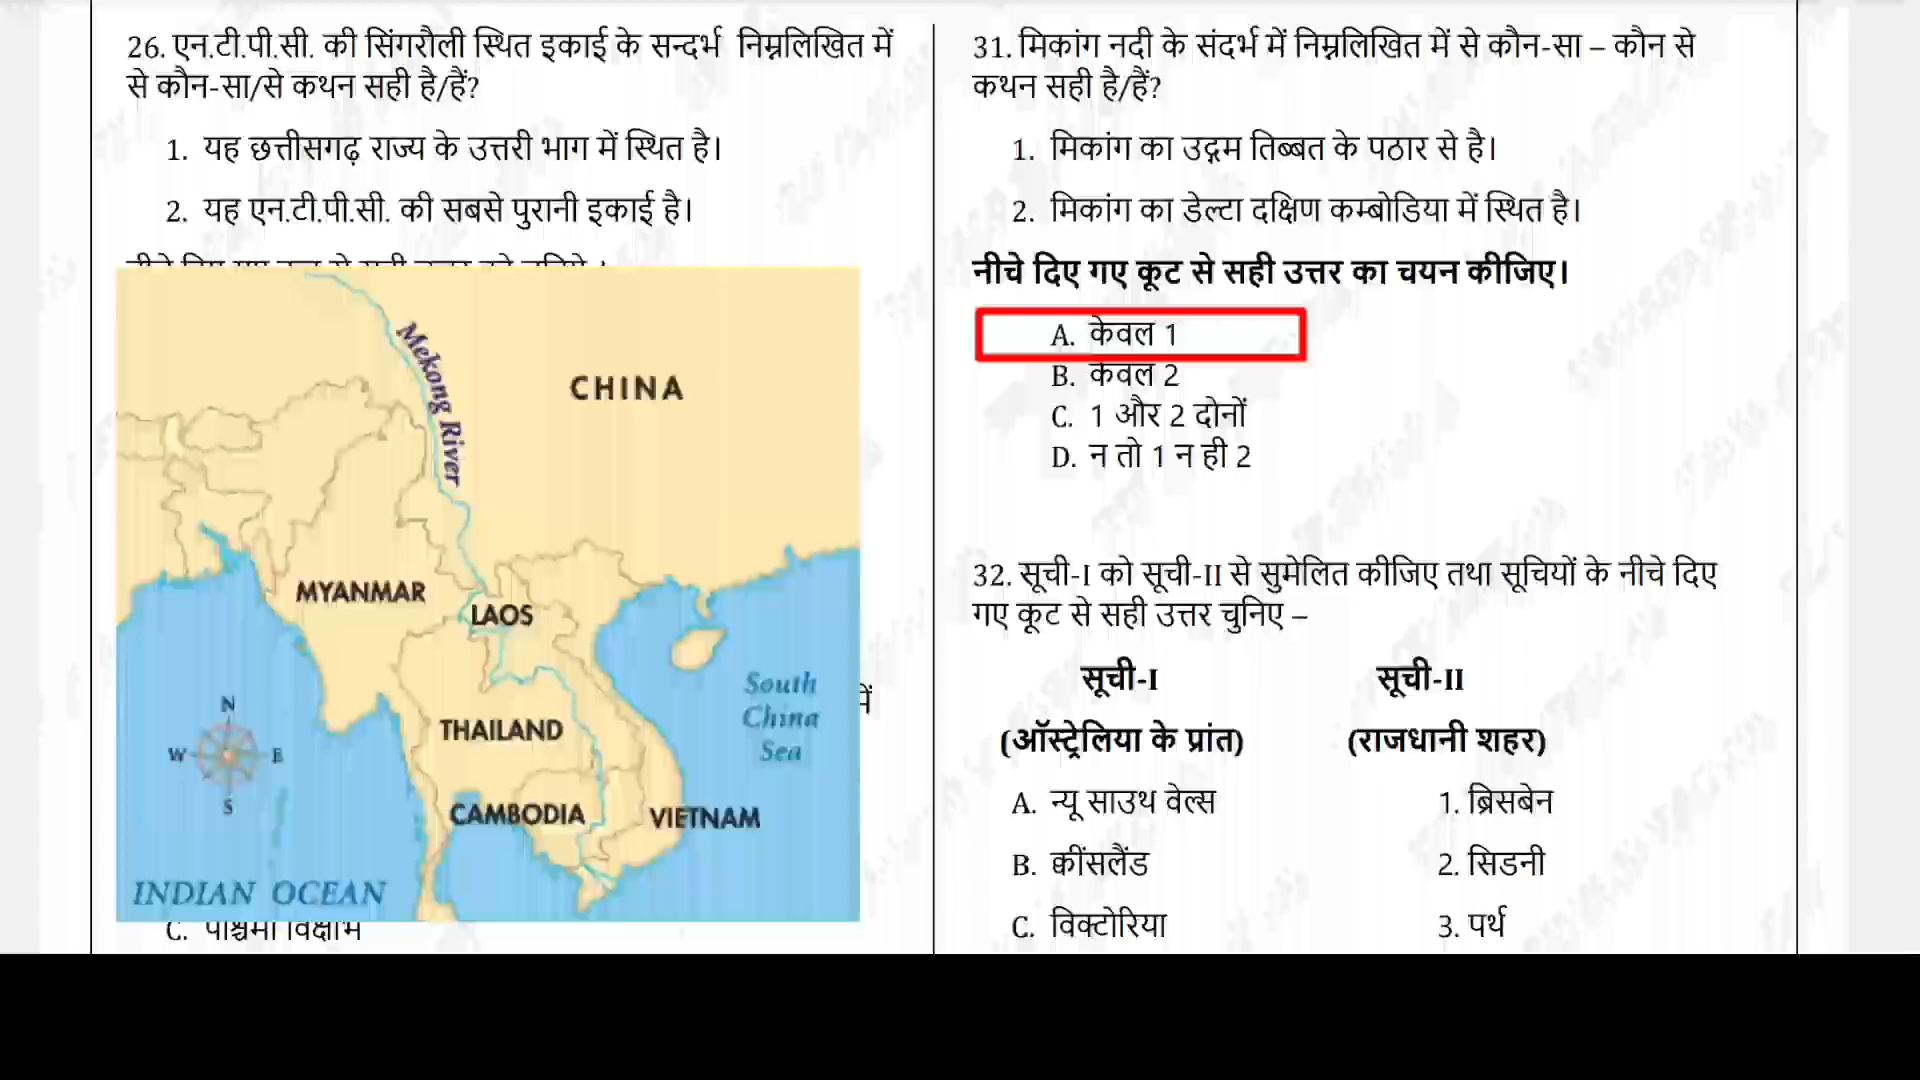 26. एन.टी.पी.सी. की सिंगरौली स्थित इकाई के सन्दर्भ निम्नलिखित में
से कौन-सा/से कथन सही है/हैं?
1. यह छत्तीसगढ़ राज्य के उत्तरी भाग में स्थित है।
2. यह एन.टी.पी.सी. की सबसे पुरानी इकाई है।
Mekong River
CHINA
MYANMAR
LAOS
THAILAND
CAMBODIA
VIETNAM
South
China
Sea
N
W
E
S
INDIAN OCEAN
C. पश्चिमी विक्षोभ
31. मिकांग नदी के संदर्भ में निम्नलिखित में से कौन-सा – कौन से
कथन सही है/हैं?
1. मिकांग का उद्गम तिब्बत के पठार से है।
2. मिकांग का डेल्टा दक्षिण कम्बोडिया में स्थित है।
नीचे दिए गए कूट से सही उत्तर का चयन कीजिए।
A. केवल 1
B. केवल 2
C. 1 और 2 दोनों
D. न तो 1 न ही 2
32. सूची-I को सूची-II से सुमेलित कीजिए तथा सूचियों के नीचे दिए
गए कूट से सही उत्तर चुनिए –
सूची-I सूची-II
(ऑस्ट्रेलिया के प्रांत) (राजधानी शहर)
A. न्यू साउथ वेल्स 1. ब्रिसबेन
B. क्वींसलैंड 2. सिडनी
C. विक्टोरिया 3. पर्थ